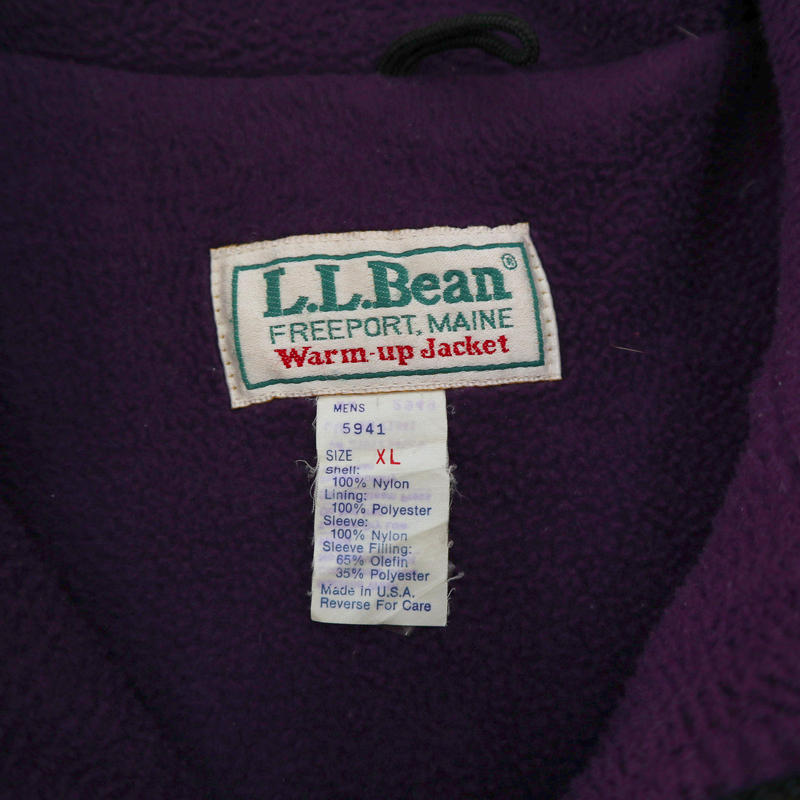 L.L.Bean®
FREEPORT, MAINE
Warm-up Jacket
MENS
5941
SIZE XL
Shell:
100% Nylon
Lining:
100% Polyester
Sleeve:
100% Nylon
Sleeve Filling:
65% Olefin
35% Polyester
Made in U.S.A.
Reverse For Care